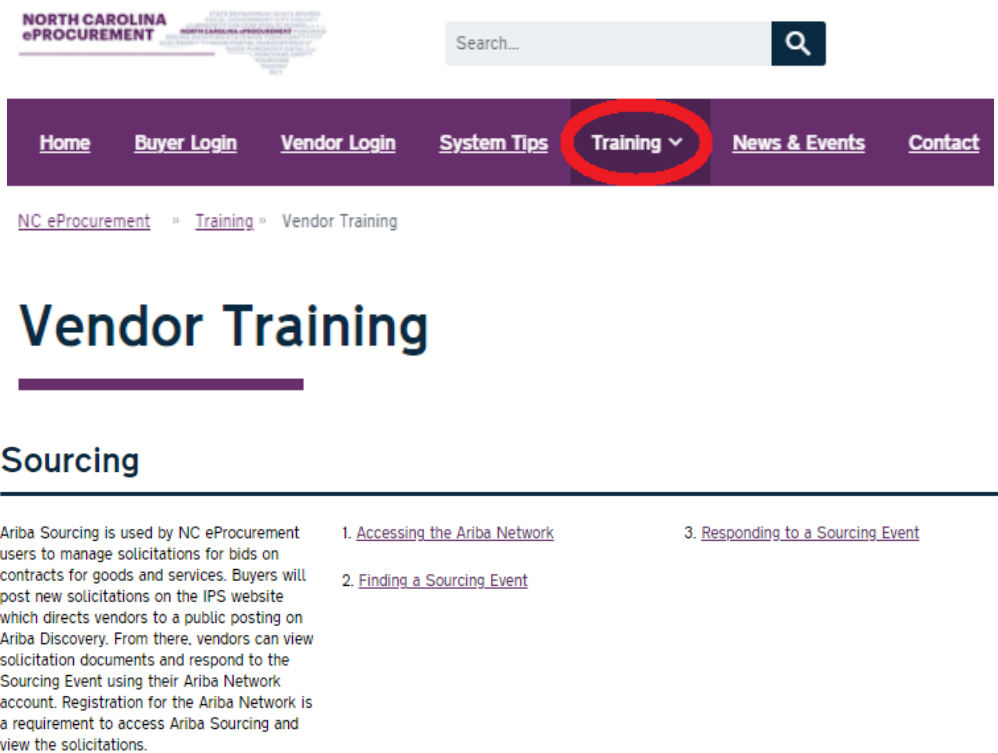 NORTH CAROLINA
ePROCUREMENT
NORTH CAROLINA ePROCUREMENT
Search...
Home Buyer Login Vendor Login System Tips Training News & Events Contact
NC eProcurement » Training » Vendor Training
Vendor Training
Sourcing
Ariba Sourcing is used by NC eProcurement
users to manage solicitations for bids on
contracts for goods and services. Buyers will
post new solicitations on the IPS website
which directs vendors to a public posting on
Ariba Discovery. From there, vendors can view
solicitation documents and respond to the
Sourcing Event using their Ariba Network
account. Registration for the Ariba Network is
a requirement to access Ariba Sourcing and
view the solicitations.
1. Accessing the Ariba Network
2. Finding a Sourcing Event
3. Responding to a Sourcing Event